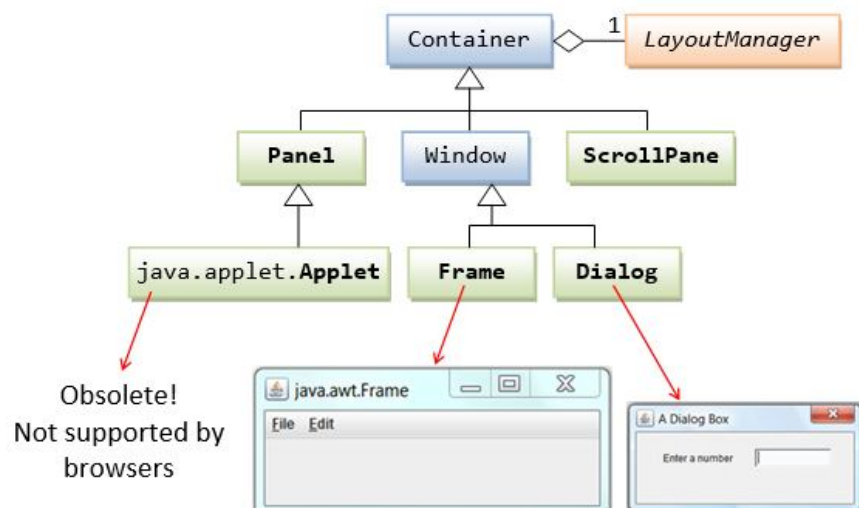 Container
1
LayoutManager
Panel
Window
ScrollPane
java.applet.Applet
Frame
Dialog
Obsolete!
Not supported by
browsers
java.awt.Frame
File Edit
A Dialog Box
Enter a number